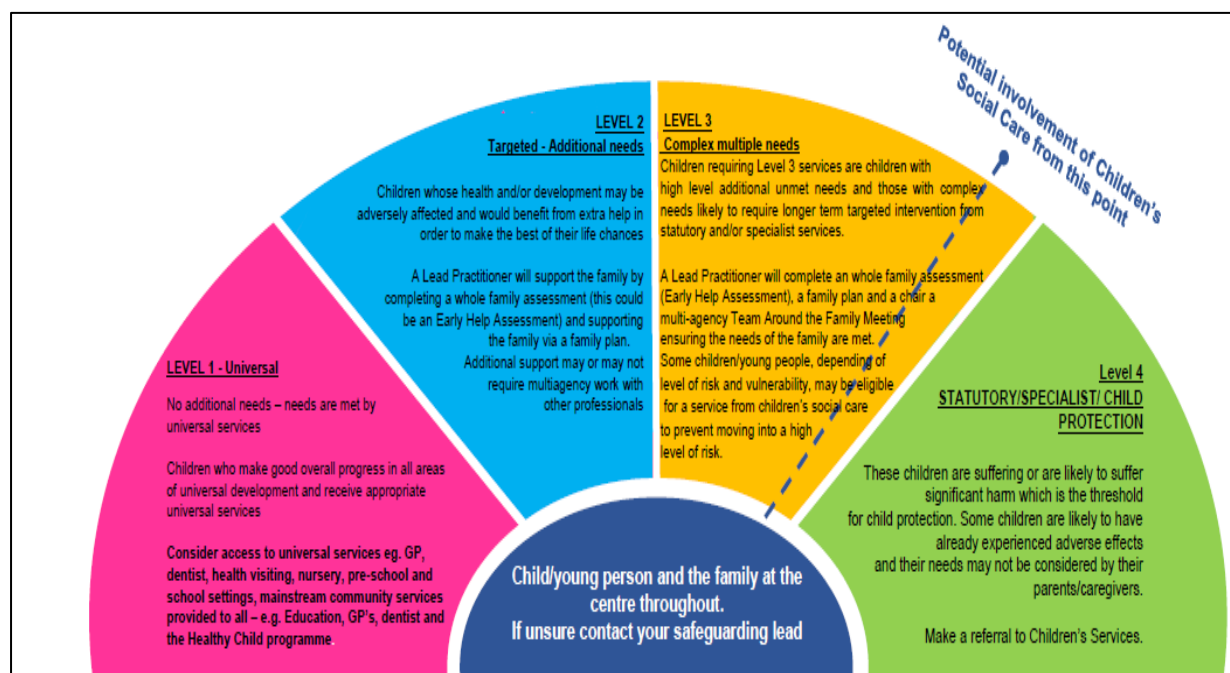 Potential involvement of Children's
Social Care from this point
LEVEL 1 - Universal
No additional needs – needs are met by
universal services
Children who make good overall progress in all areas
of universal development and receive appropriate
universal services
Consider access to universal services eg. GP,
dentist, health visiting, nursery, pre-school and
school settings, mainstream community services
provided to all – e.g. Education, GP's, dentist and
the Healthy Child programme.
LEVEL 2
Targeted - Additional needs
Children whose health and/or development may be
adversely affected and would benefit from extra help in
order to make the best of their life chances
A Lead Practitioner will support the family by
completing a whole family assessment (this could
be an Early Help Assessment) and supporting
the family via a family plan.
Additional support may or may not
require multiagency work with
other professionals
LEVEL 3
Complex multiple needs
Children requiring Level 3 services are children with
high level additional unmet needs and those with complex
needs likely to require longer term targeted intervention from
statutory and/or specialist services.
A Lead Practitioner will complete an whole family assessment
(Early Help Assessment), a family plan and a chair a
multi-agency Team Around the Family Meeting
ensuring the needs of the family are met.
Some children/young people, depending of
level of risk and vulnerability, may be eligible
for a service from children's social care
to prevent moving into a high
level of risk.
Level 4
STATUTORY/SPECIALIST/ CHILD
PROTECTION
These children are suffering or are likely to suffer
significant harm which is the threshold
for child protection. Some children are likely to have
already experienced adverse effects
and their needs may not be considered by their
parents/caregivers.
Make a referral to Children's Services.
Child/young person and the family at the
centre throughout.
If unsure contact your safeguarding lead